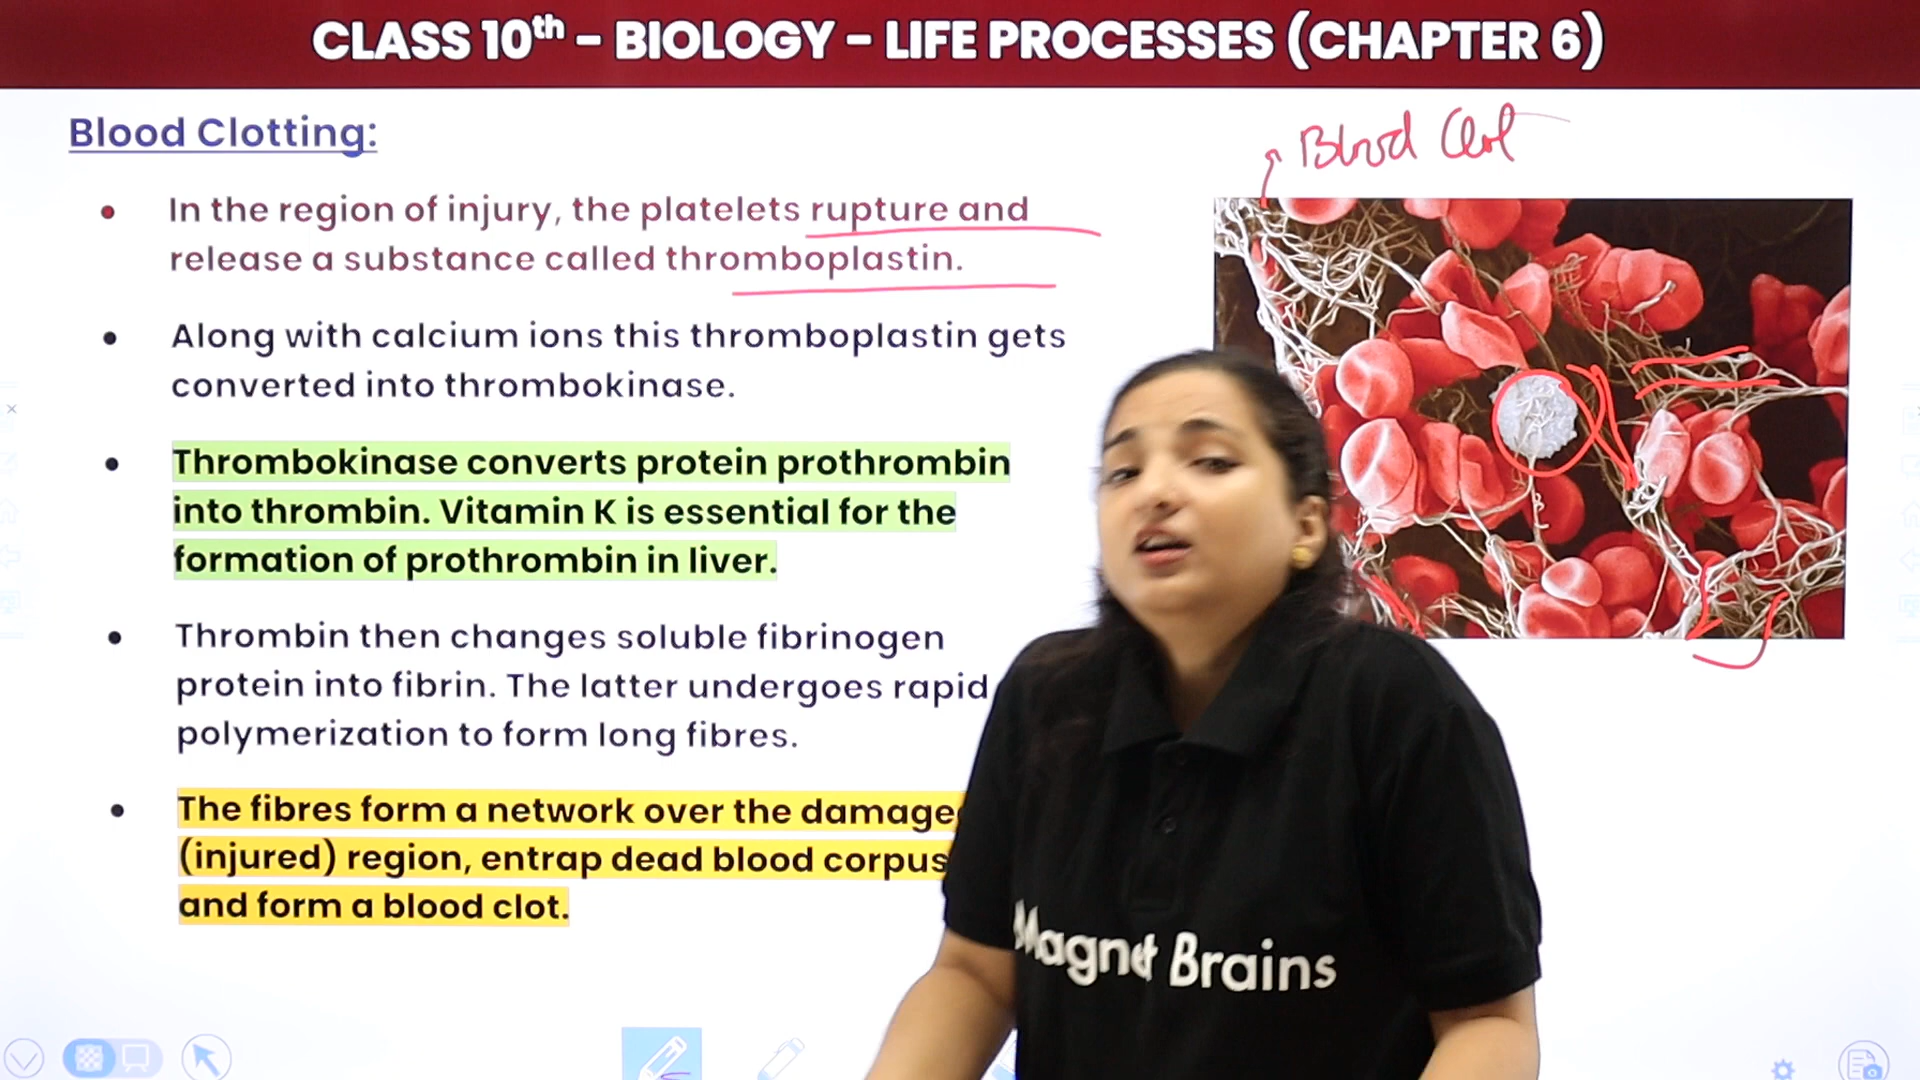 CLASS 10th - BIOLOGY - LIFE PROCESSES (CHAPTER 6)
Blood Clotting:
Blood Clot
• In the region of injury, the platelets rupture and
release a substance called thromboplastin.
• Along with calcium ions this thromboplastin gets
converted into thrombokinase.
• Thrombokinase converts protein prothrombin
into thrombin. Vitamin K is essential for the
formation of prothrombin in liver.
• Thrombin then changes soluble fibrinogen
protein into fibrin. The latter undergoes rapid
polymerization to form long fibres.
• The fibres form a network over the damage
(injured) region, entrap dead blood corpus
and form a blood clot.
Magnet Brains